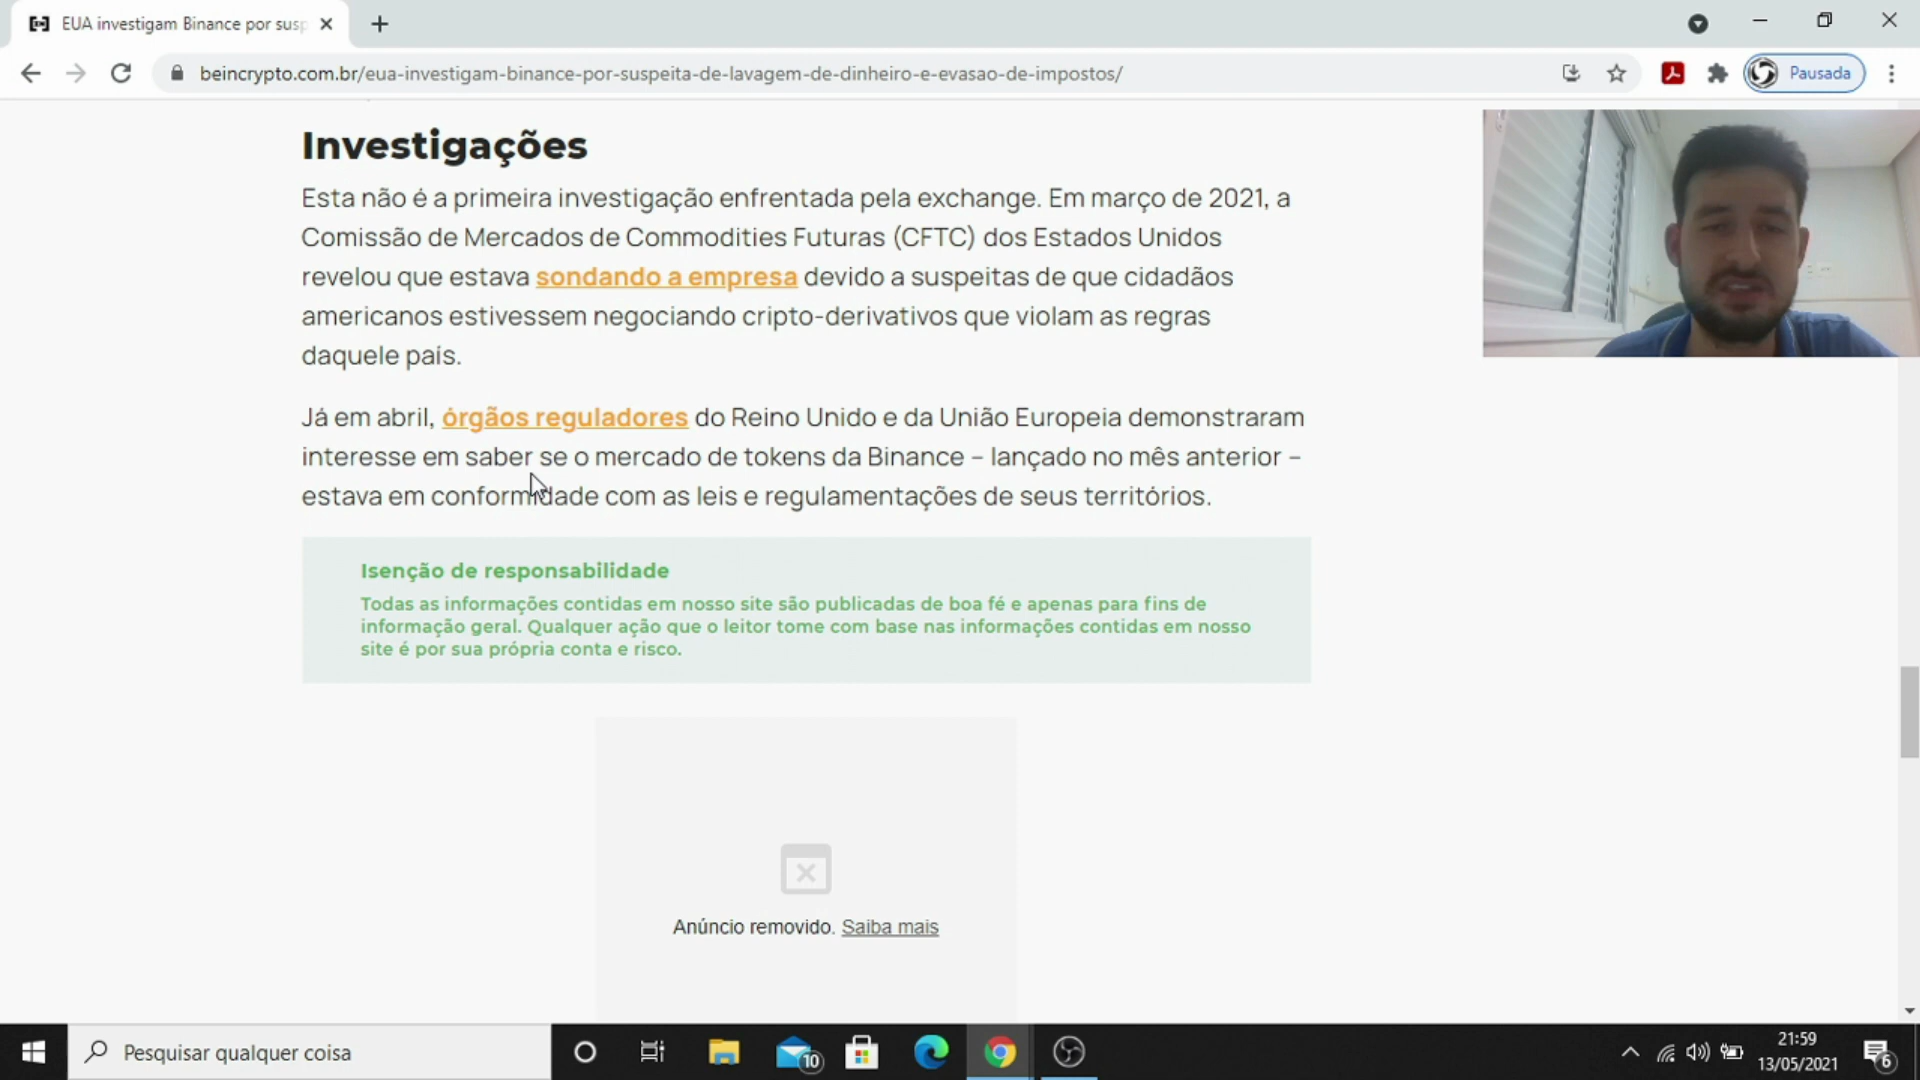 EUA investigam Binance por susp
beincrypto.com.br/eua-investigam-binance-por-suspeita-de-lavagem-de-dinheiro-e-evasao-de-impostos/
Pausada
Investigações
Esta não é a primeira investigação enfrentada pela exchange. Em março de 2021, a
Comissão de Mercados de Commodities Futuras (CFTC) dos Estados Unidos
revelou que estava sondando a empresa devido a suspeitas de que cidadãos
americanos estivessem negociando cripto-derivativos que violam as regras
daquele país.
Já em abril, órgãos reguladores do Reino Unido e da União Europeia demonstraram
interesse em saber se o mercado de tokens da Binance – lançado no mês anterior –
estava em conformidade com as leis e regulamentações de seus territórios.
Isenção de responsabilidade
Todas as informações contidas em nosso site são publicadas de boa fé e apenas para fins de
informação geral. Qualquer ação que o leitor tome com base nas informações contidas em nosso
site é por sua própria conta e risco.
Anúncio removido. Saiba mais
Pesquisar qualquer coisa
10
21:59
13/05/2021
6